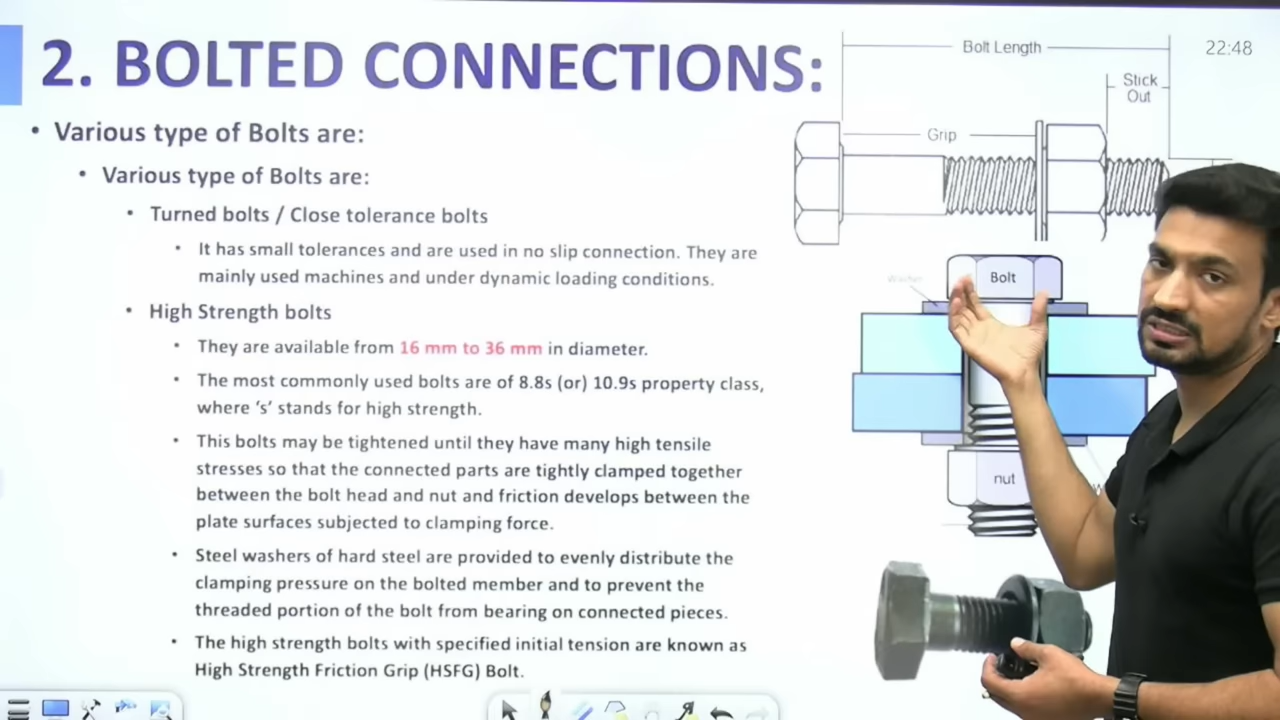 2. BOLTED CONNECTIONS:
Bolt Length
22:48
Stick
Out
Grip
• Various type of Bolts are:
• Various type of Bolts are:
• Turned bolts / Close tolerance bolts
• It has small tolerances and are used in no slip connection. They are
mainly used machines and under dynamic loading conditions.
• High Strength bolts
• They are available from 16 mm to 36 mm in diameter.
• The most commonly used bolts are of 8.8s (or) 10.9s property class,
where ‘s’ stands for high strength.
• This bolts may be tightened until they have many high tensile
stresses so that the connected parts are tightly clamped together
between the bolt head and nut and friction develops between the
plate surfaces subjected to clamping force.
• Steel washers of hard steel are provided to evenly distribute the
clamping pressure on the bolted member and to prevent the
threaded portion of the bolt from bearing on connected pieces.
• The high strength bolts with specified initial tension are known as
High Strength Friction Grip (HSFG) Bolt.
Washer
Bolt
nut